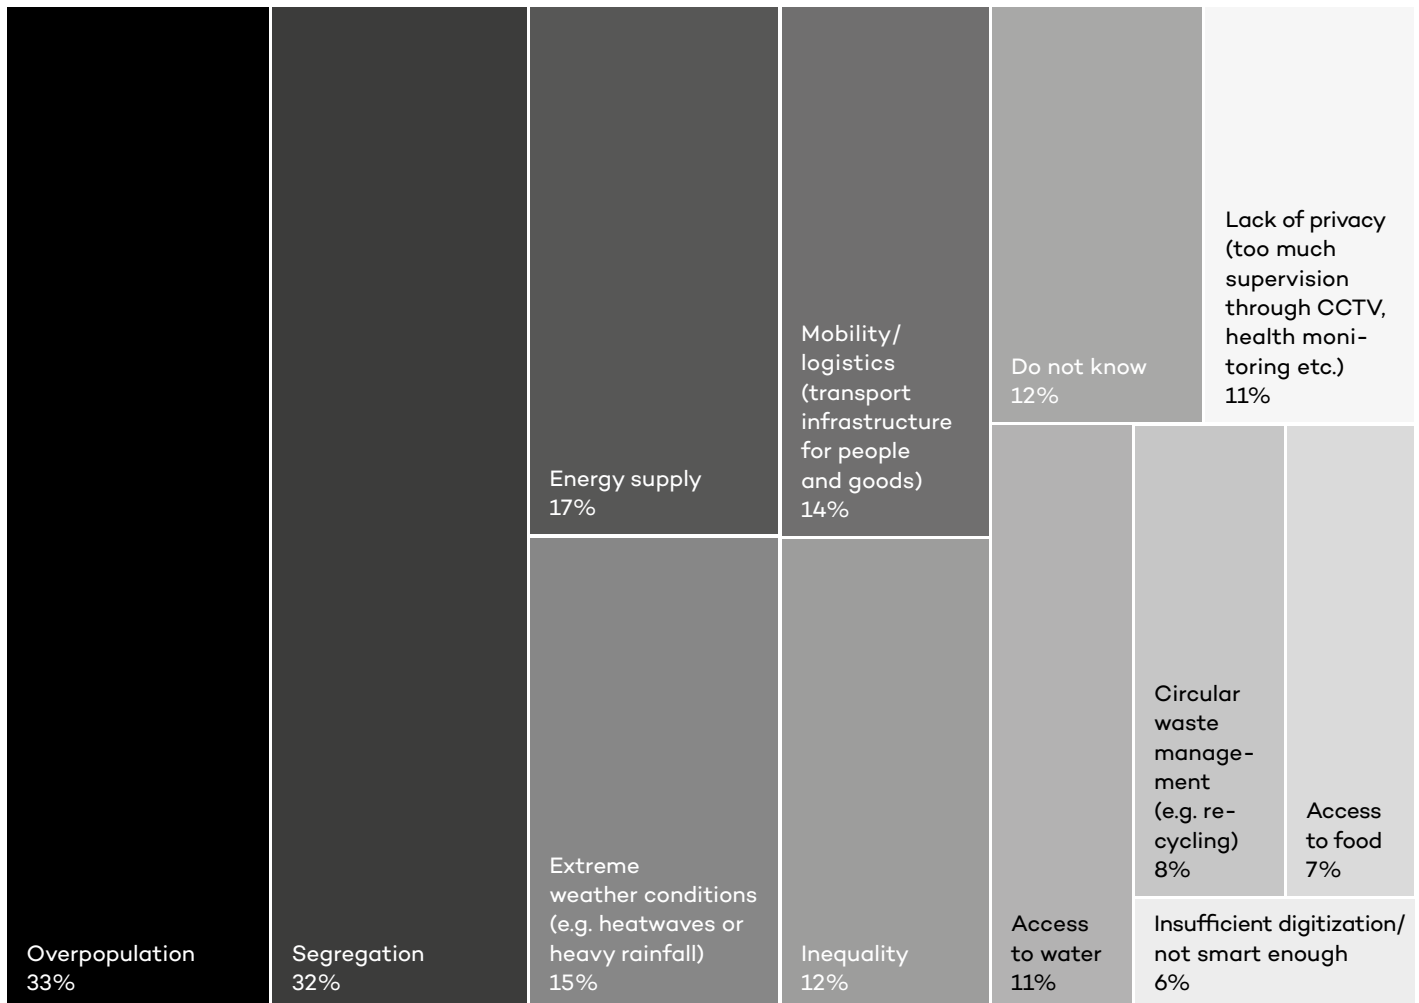 Overpopulation
33%
Segregation
32%
Energy supply
17%
Extreme
weather conditions
(e.g. heatwaves or
heavy rainfall)
15%
Mobility/
logistics
(transport
infrastructure
for people
and goods)
14%
Inequality
12%
Do not know
12%
Lack of privacy
(too much
supervision
through CCTV,
health moni-
toring etc.)
11%
Access
to water
11%
Circular
waste
manage-
ment
(e.g. re-
cycling)
8%
Access
to food
7%
Insufficient digitization/
not smart enough
6%